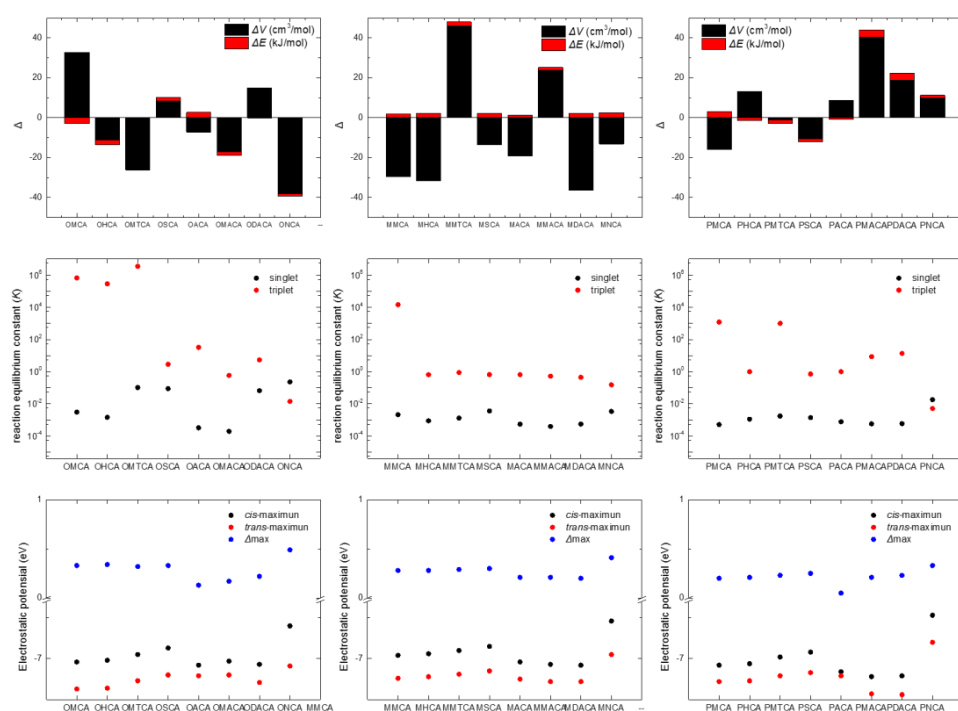 ΔV (cm³/mol)
ΔE (kJ/mol)
40
20
0
-20
-40
Δ
OMCA OHCA OMTCA OSCA OACA OMACA ODACA ONCA --
ΔV (cm³/mol)
ΔE (kJ/mol)
40
20
0
-20
-40
Δ
MMCA MHCA MMTCA MSCA MACA MMACA MDACA MNCA
ΔV (cm³/mol)
ΔE (kJ/mol)
40
20
0
-20
-40
Δ
PMCA PHCA PMTCA PSCA PACA PMACA PDACA PNCA
singlet
triplet
10⁶
10⁴
10²
10⁰
10⁻²
10⁻⁴
reaction equilibrium constant (K)
OMCA OHCA OMTCA OSCA OACA OMACA ODACA ONCA
singlet
triplet
10⁶
10⁴
10²
10⁰
10⁻²
10⁻⁴
reaction equilibrium constant (K)
MMCA MHCA MMTCA MSCA MACA MMACA MDACA MNCA
singlet
triplet
10⁶
10⁴
10²
10⁰
10⁻²
10⁻⁴
reaction equilibrium constant (K)
PMCA PHCA PMTCA PSCA PACA PMACA PDACA PNCA
1
cis-maximun
trans-maximun
Δmax
0
-7
Electrostatic potensial (eV)
OMCA OHCA OMTCA OSCA OACA OMACA ODACA ONCA MMCA
1
cis-maximun
trans-maximun
Δmax
0
-7
Electrostatic potensial (eV)
MMCA MHCA MMTCA MSCA MACA MMACA MDACA MNCA --
1
cis-maximun
trans-maximun
Δmax
0
-7
Electrostatic potensial (eV)
PMCA PHCA PMTCA PSCA PACA PMACA PDACA PNCA